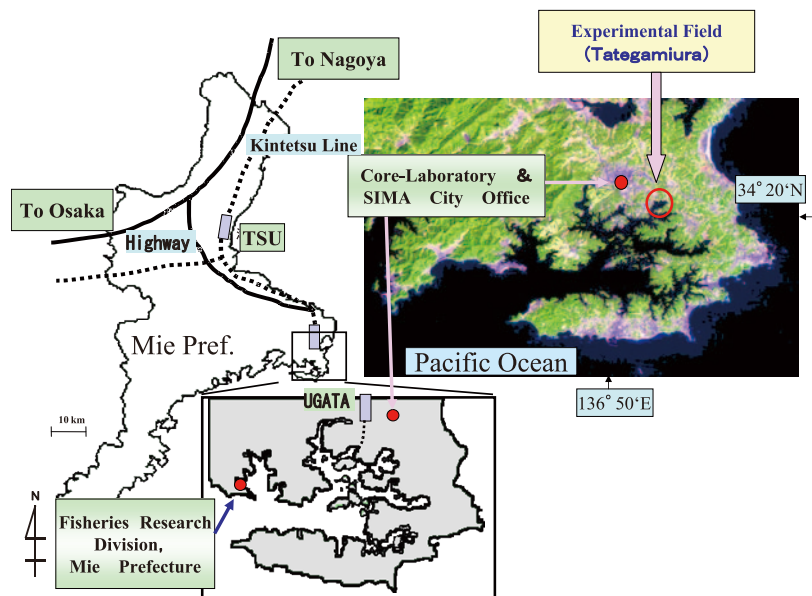 Experimental Field
(Tategamiura)
To Nagoya
Kintetsu Line
Core-Laboratory &
SIMA City Office
34°20‘N
To Osaka
TSU
Highway
Mie Pref.
Pacific Ocean
136°50‘E
UGATA
10 km
N
Fisheries Research
Division,
Mie Prefecture